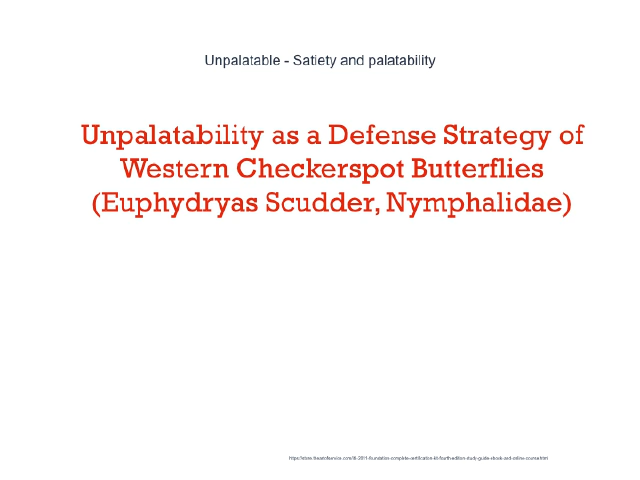 Unpalatable - Satiety and palatability
Unpalatability as a Defense Strategy of
Western Checkerspot Butterflies
(Euphydryas Scudder, Nymphalidae)